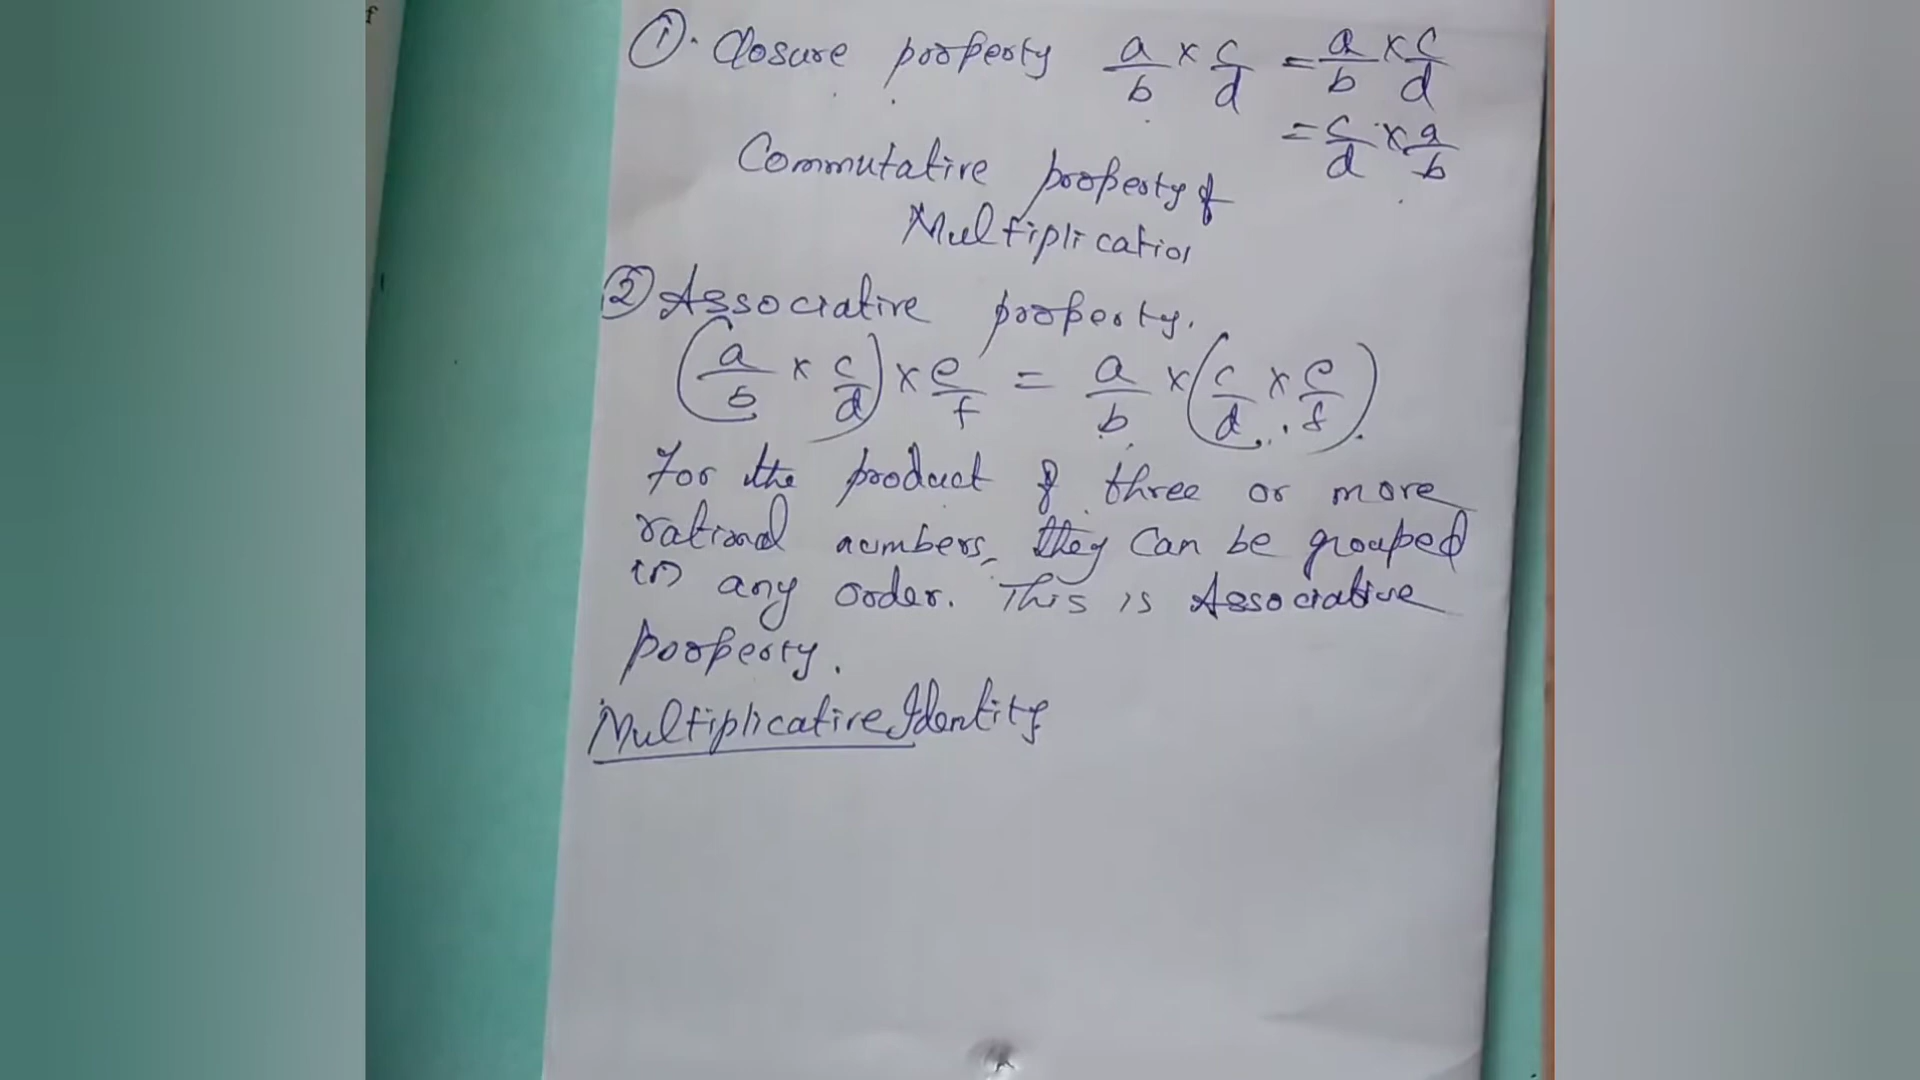 f
①. Closure property a/b × c/d = a/b × c/d
= c/d × a/b
Commutative property of
Multiplication
② Associative property.
(a/b × c/d) × e/f = a/b × (c/d × e/f).
For the product of three or more
rational numbers, they can be grouped
in any order. This is Associative
property.
Multiplicative Identity